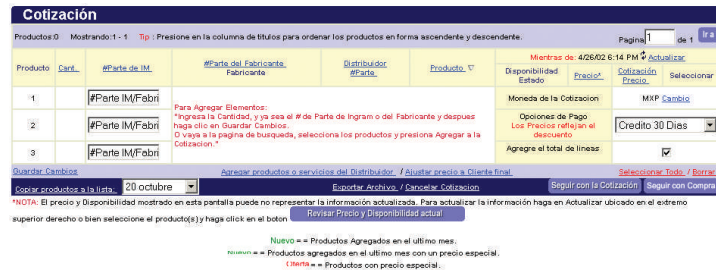 Cotización
Productos:0 Mostrando:1 - 1 Tip : Presione en la columna de titulos para ordenar los productos en forma ascendente y descendente. Pagina 1 de 1 Ir a
Mientras de: 4/26/02 6:14 PM Actualizar
Producto Cant. #Parte de IM #Parte del Fabricante Fabricante Distribuidor #Parte Producto Disponibilidad Estado Precio* Cotización Precio Seleccionar
1 #Parte IM/Fabri Moneda de la Cotizacion MXP Cambio
Para Agregar Elementos:
"Ingresa la Cantidad, y ya sea el # de Parte de Ingram o del Fabricante y despues
haga clic en Guardar Cambios.
O vaya a la pagina de busqueda, selecciona los productos y presiona Agregar a la
Cotizacion."
2 #Parte IM/Fabri Opciones de Pago Los Precios reflejan el descuento Credito 30 Dias
3 #Parte IM/Fabri Agregre el total de lineas
Guardar Cambios Agregar productos o servicios del Distribuidor / Ajustar precio a Cliente final Seleccionar Todo / Borrar
Copiar productos a la lista: 20 octubre Exportar Archivo / Cancelar Cotizacion Seguir con la Cotización Seguir con Compra
*NOTA: El precio y Disponibilidad mostrado en esta pantalla puede no representar la información actualizada. Para actualizar la información haga en Actualizar ubicado en el extremo
superior derecho o bien seleccione el producto(s) y haga click en el boton Revisar Precio y Disponibilidad actual
Nuevo = = Productos Agregados en el ultimo mes.
= = Productos agregados en el ultimo mes con un precio especial.
Oferta = = Productos con precio especial.